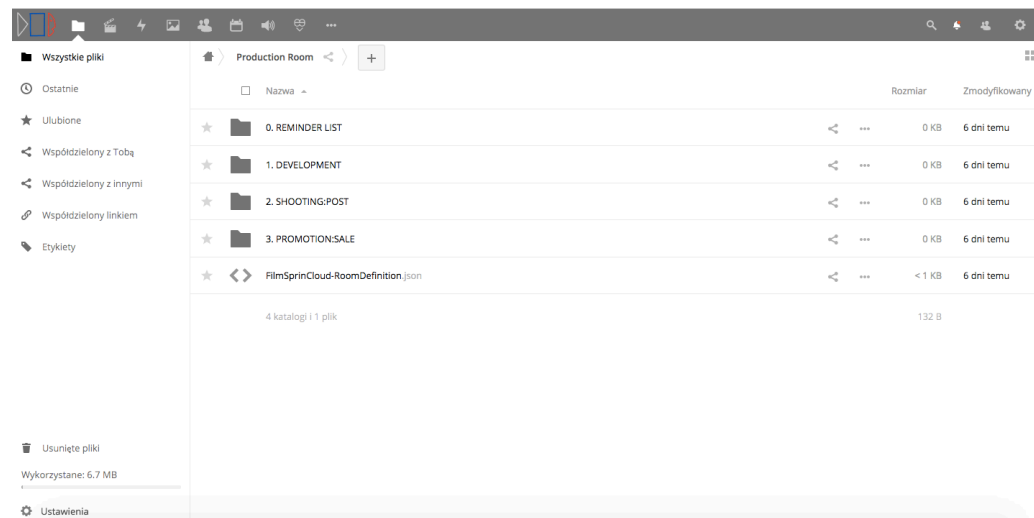 Wszystkie pliki
Ostatnie
Ulubione
Współdzielony z Tobą
Współdzielony z innymi
Współdzielony linkiem
Etykiety
Usunięte pliki
Wykorzystane: 6.7 MB
Ustawienia
Production Room
+
Nazwa Rozmiar Zmodyfikowany
0. REMINDER LIST 0 KB 6 dni temu
1. DEVELOPMENT 0 KB 6 dni temu
2. SHOOTING:POST 0 KB 6 dni temu
3. PROMOTION:SALE 0 KB 6 dni temu
FilmSprinCloud-RoomDefinition.json < 1 KB 6 dni temu
4 katalogi i 1 plik 132 B